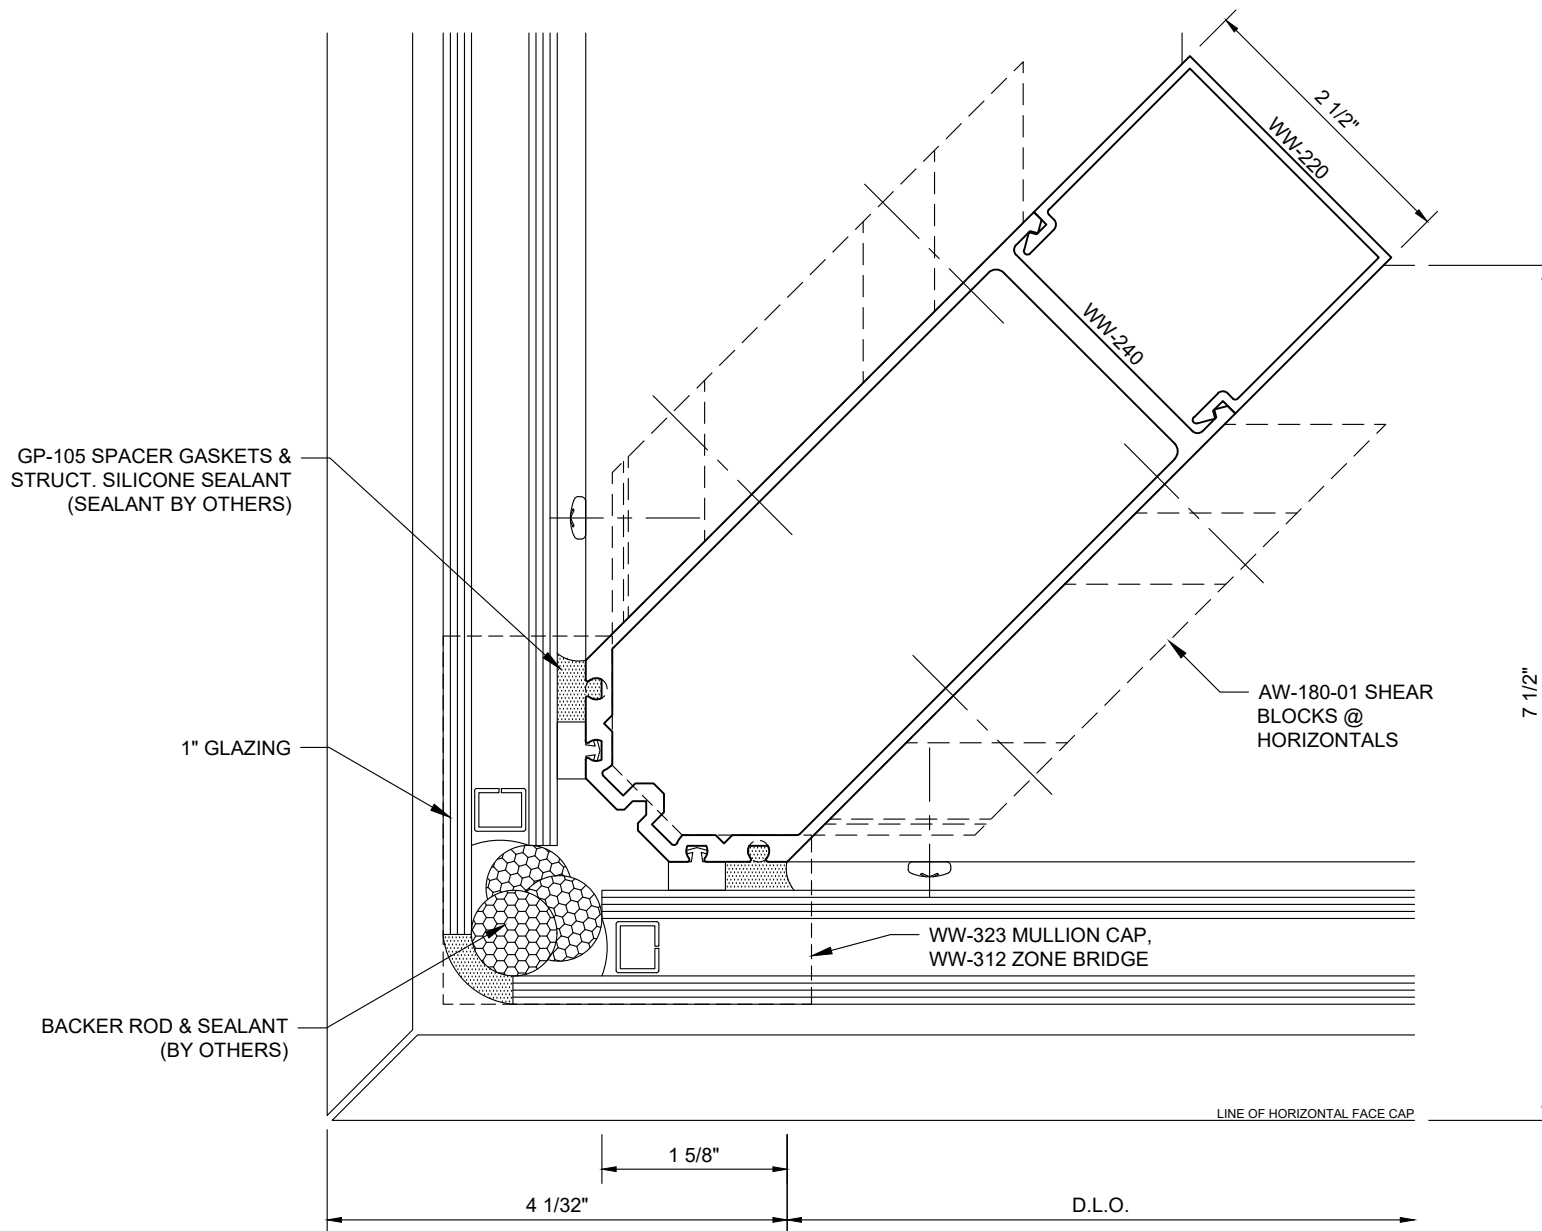 2 1/2"
WW-220
WW-240
GP-105 SPACER GASKETS &
STRUCT. SILICONE SEALANT
(SEALANT BY OTHERS)
AW-180-01 SHEAR
BLOCKS @
HORIZONTALS
7 1/2"
1" GLAZING
WW-323 MULLION CAP,
WW-312 ZONE BRIDGE
BACKER ROD & SEALANT
(BY OTHERS)
LINE OF HORIZONTAL FACE CAP
1 5/8"
4 1/32"
D.L.O.